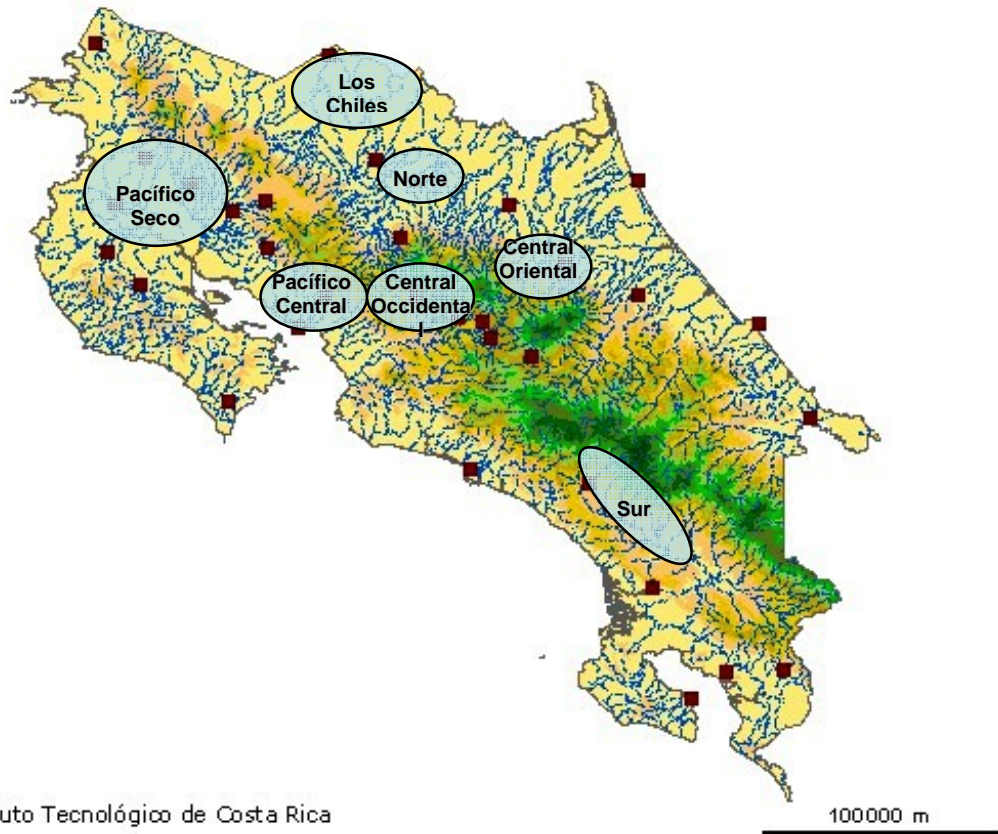 Los
Chiles
Norte
Pacífico
Seco
Central
Oriental
Pacífico
Central
Central
Occidenta
l
Sur
uto Tecnológico de Costa Rica
100000 m